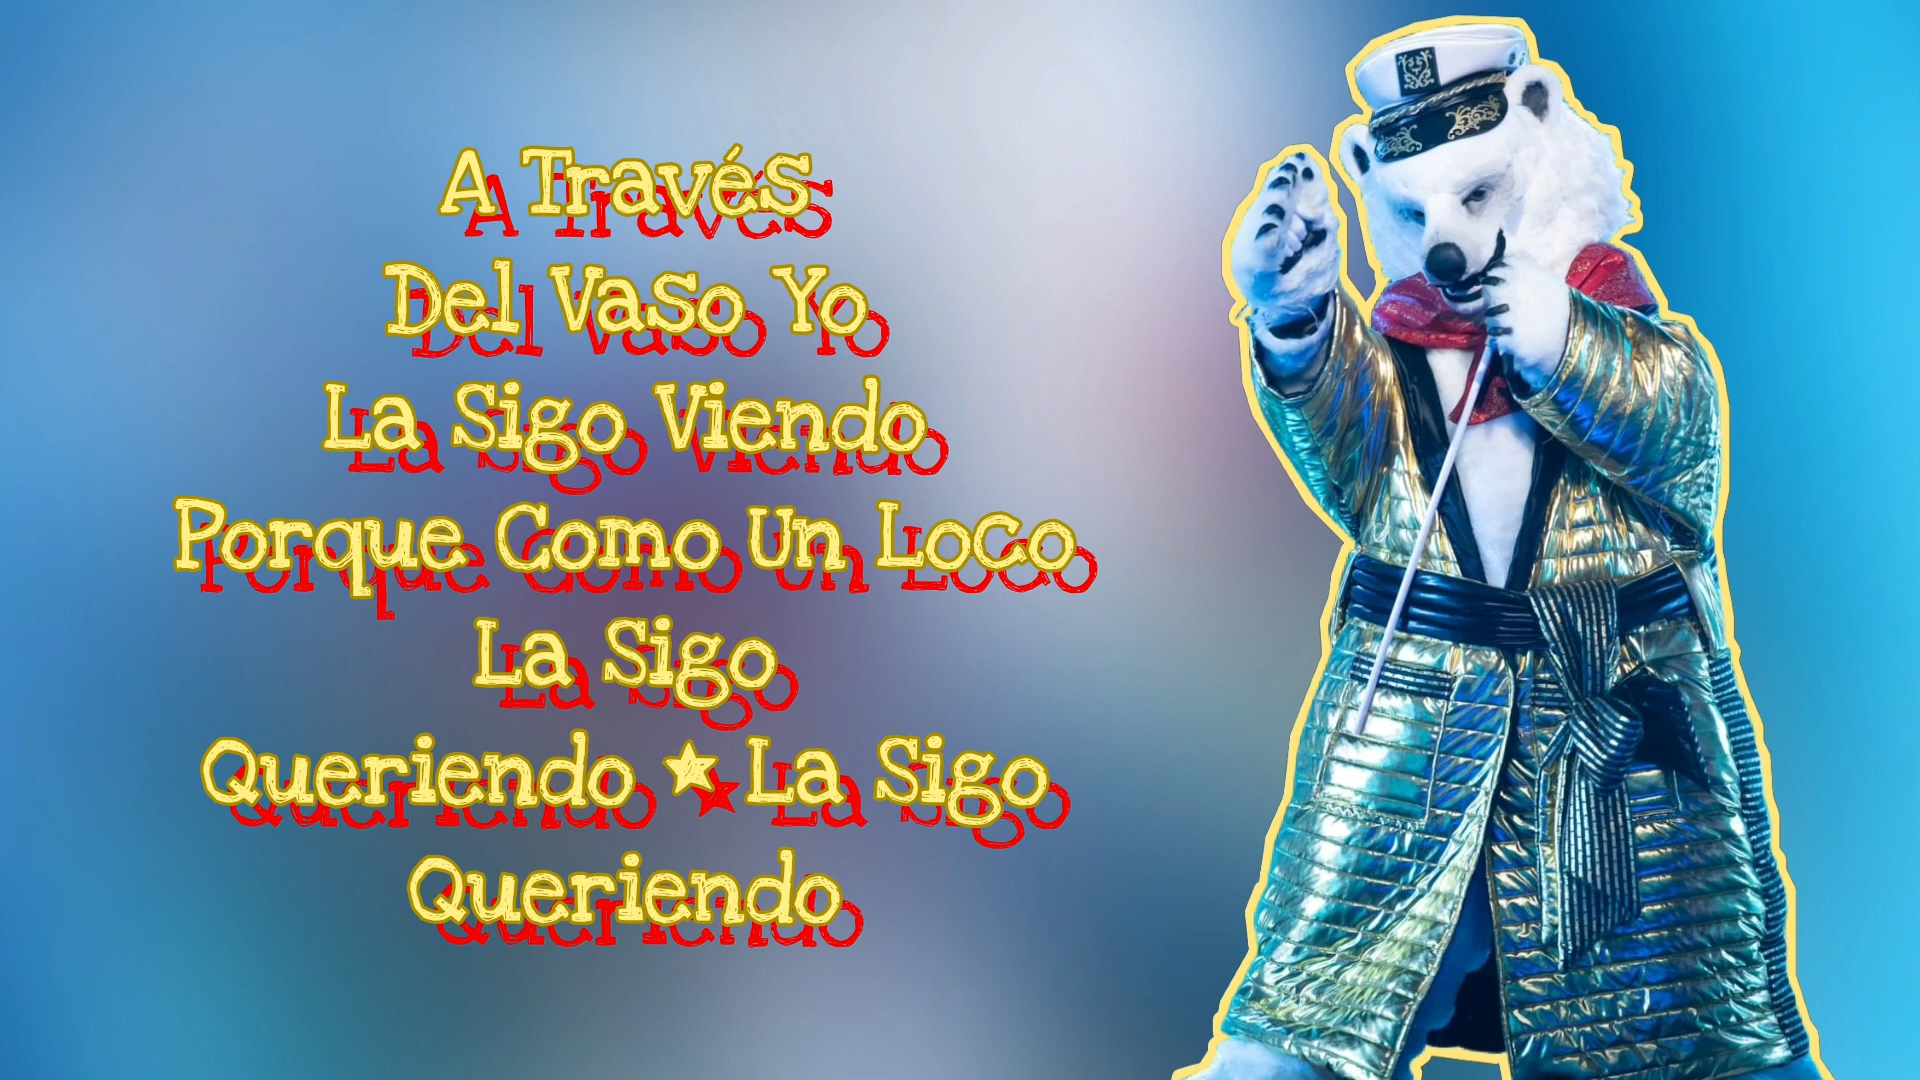 A Través
Del Vaso Yo
La Sigo Viendo
Porque Como Un Loco
La Sigo
Queriendo ★ La Sigo
Queriendo